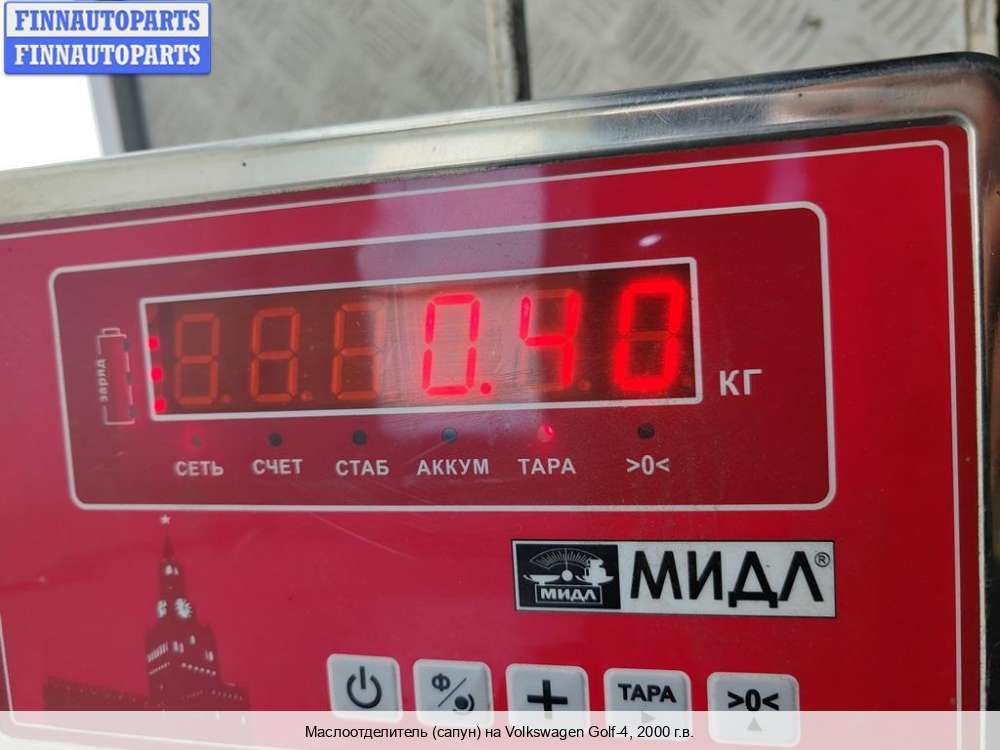 FINNAUTOPARTS
FINNAUTOPARTS
0.40
КГ
заряд
СЕТЬ СЧЕТ СТАБ АККУМ ТАРА >0<
МИДЛ МИДЛ®
Ф ТАРА >0<
Маслоотделитель (сапун) на Volkswagen Golf-4, 2000 г.в.